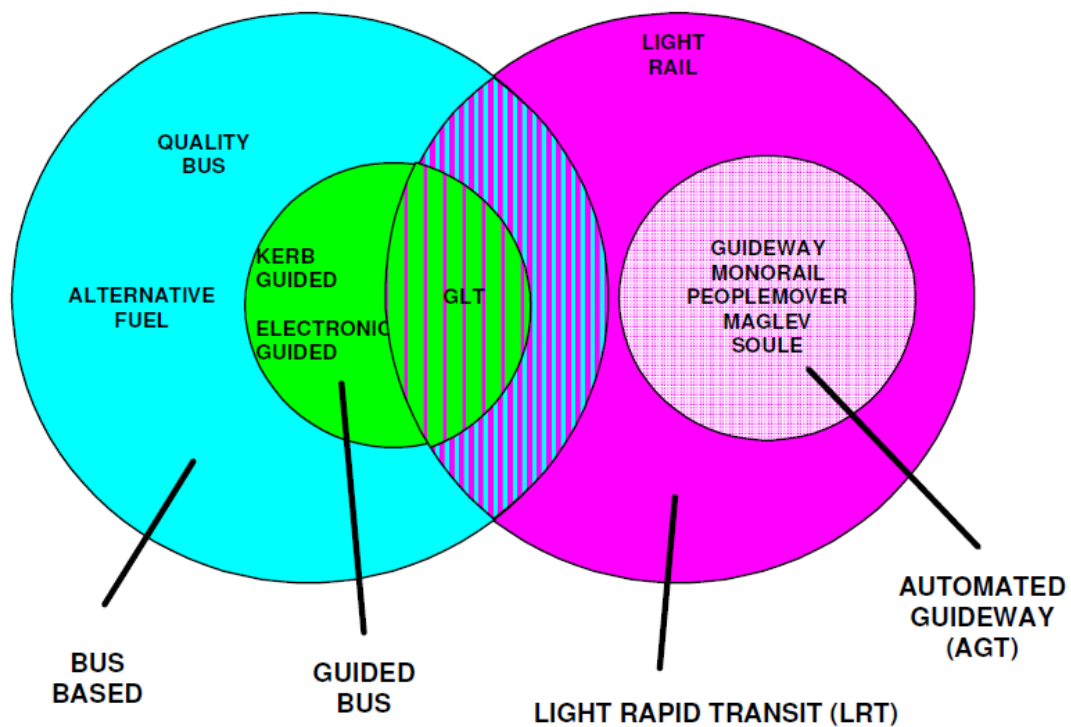 LIGHT
RAIL
QUALITY
BUS
KERB
GUIDED
ELECTRONIC
GUIDED
ALTERNATIVE
FUEL
GLT
GUIDEWAY
MONORAIL
PEOPLEMOVER
MAGLEV
SOULE
BUS
BASED
GUIDED
BUS
LIGHT RAPID TRANSIT (LRT)
AUTOMATED
GUIDEWAY
(AGT)